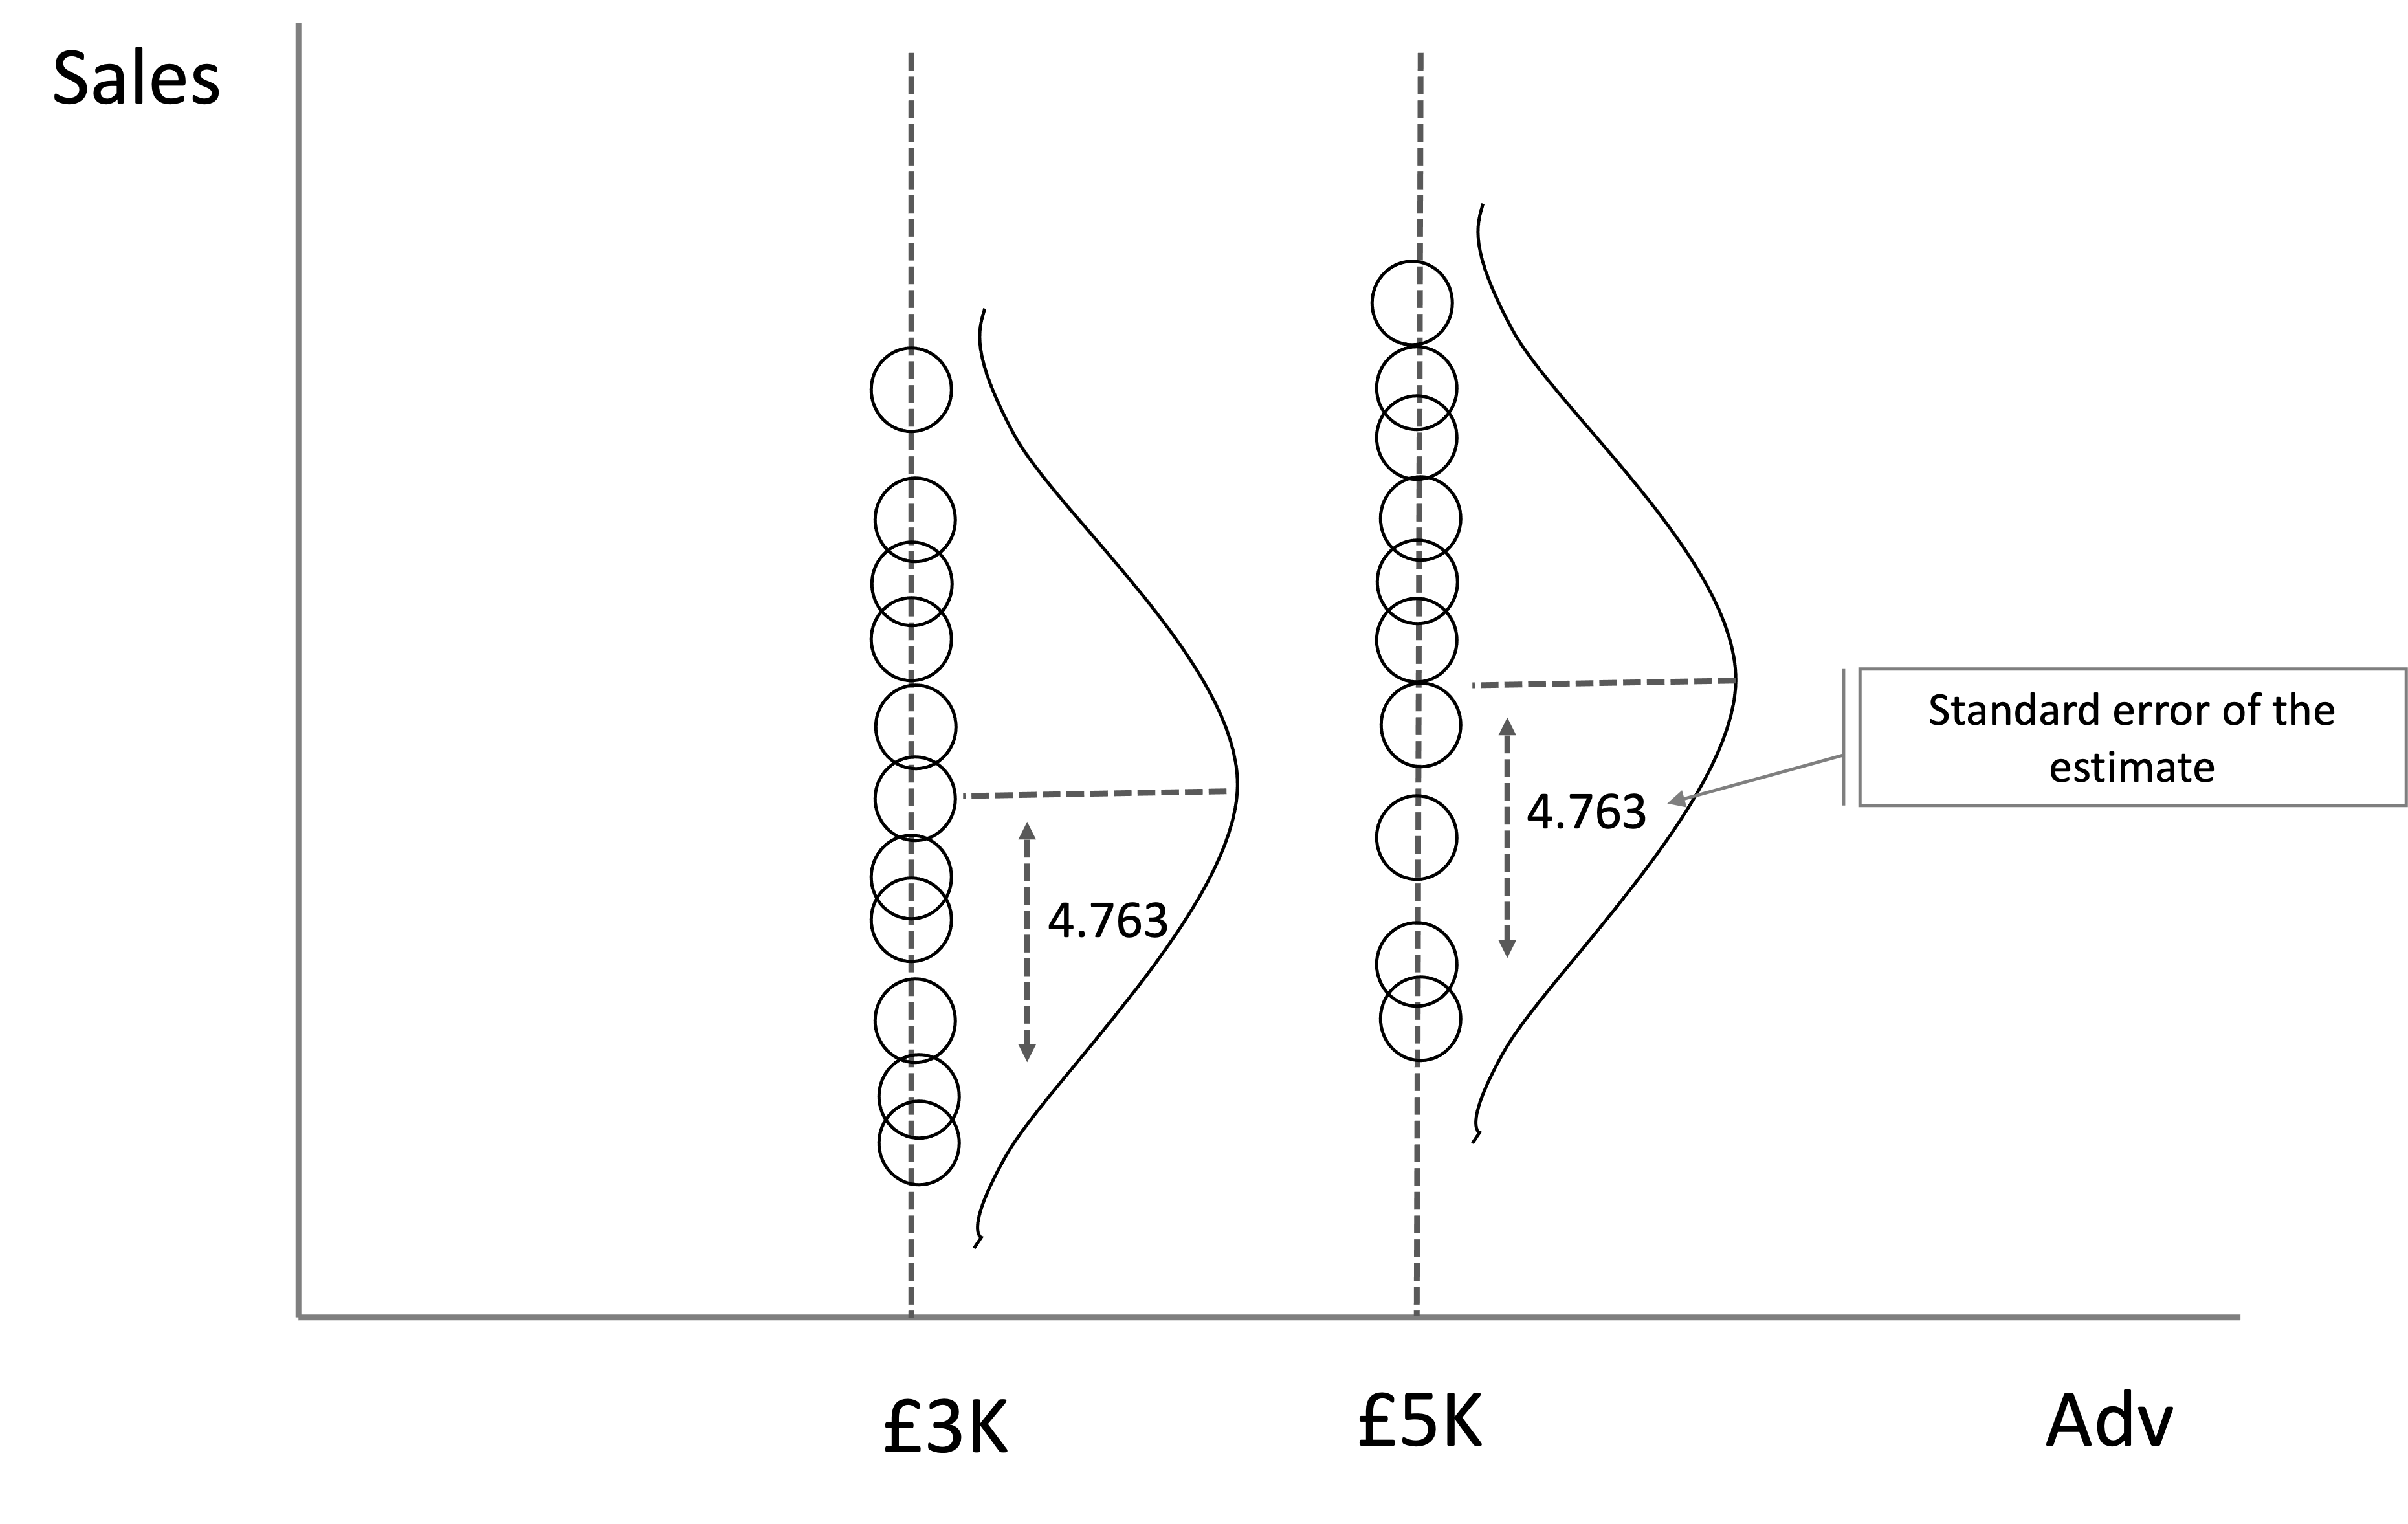 Sales
Standard error of the
estimate
4.763
4.763
£3K
£5K
Adv